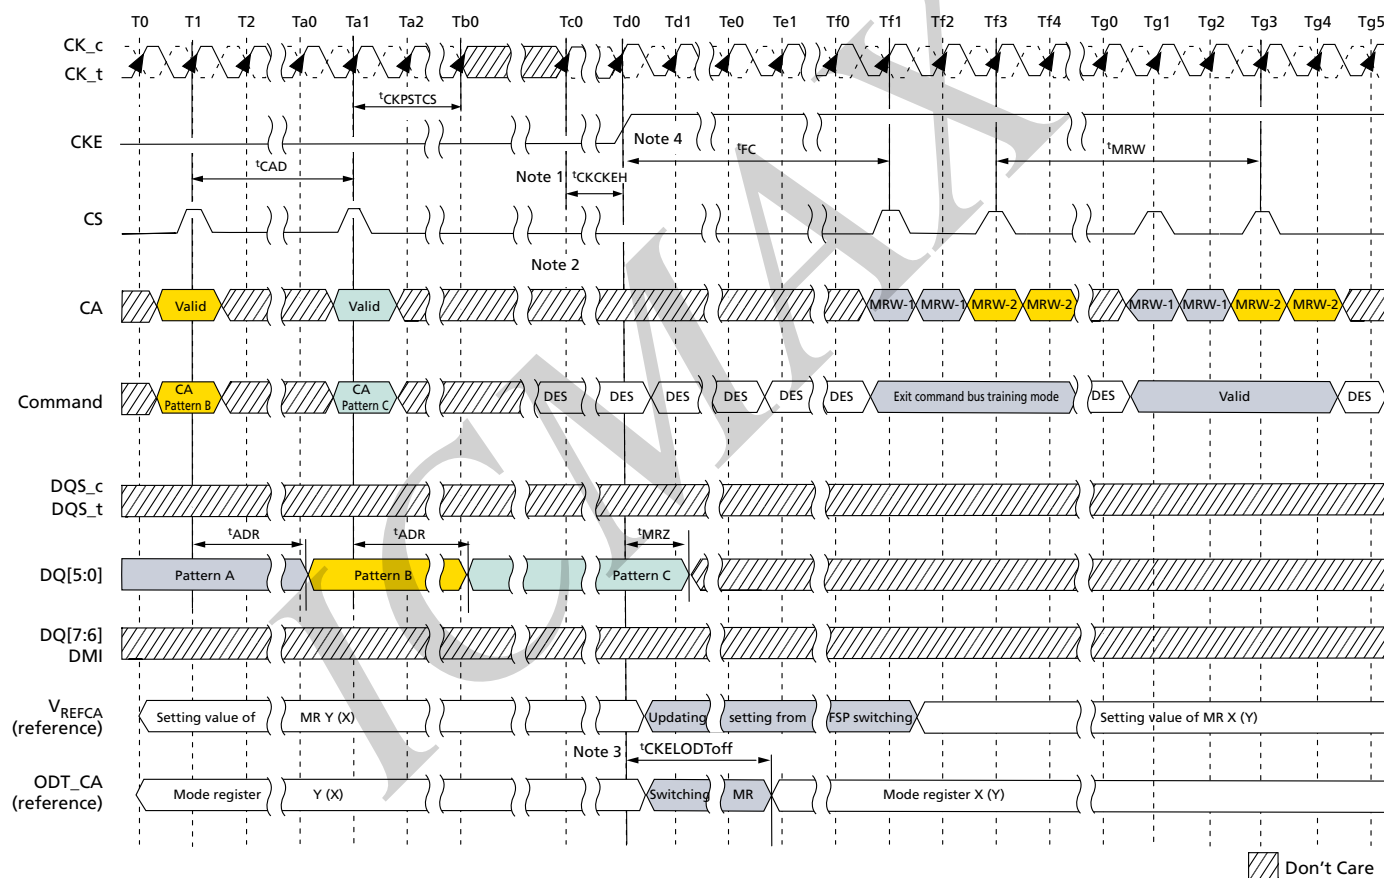 T0 T1 T2 Ta0 Ta1 Ta2 Tb0 Tc0 Td0 Td1 Te0 Te1 Tf0 Tf1 Tf2 Tf3 Tf4 Tg0 Tg1 Tg2 Tg3 Tg4 Tg5
CK_c
CK_t
tCKPSTCS
CKE
Note 4
tFC
tMRW
tCAD
Note 1
tCKCKEH
CS
Note 2
CA
Valid Valid MRW-1 MRW-1 MRW-2 MRW-2 MRW-1 MRW-1 MRW-2 MRW-2
Command
CA
Pattern B
CA
Pattern C
DES DES DES DES DES DES Exit command bus training mode DES Valid DES
DQS_c
DQS_t
tADR tADR tMRZ
DQ[5:0]
Pattern A Pattern B Pattern C
DQ[7:6]
DMI
VREFCA
(reference)
Setting value of MR Y (X) Updating setting from FSP switching Setting value of MR X (Y)
Note 3
tCKELODToff
ODT_CA
(reference)
Mode register Y (X) Switching MR Mode register X (Y)
Don't Care
ICMAX